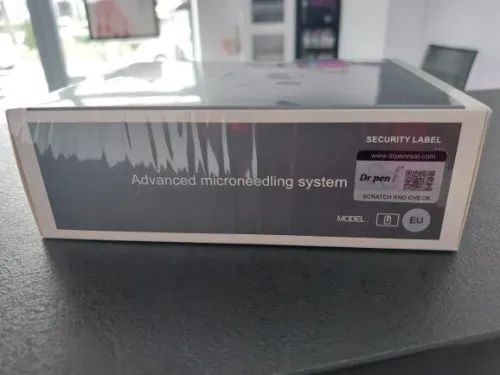 SECURITY LABEL
www.drpenreal.com
Dr.pen
SCRATCH AND CHECK
Advanced microneedling system
MODEL:
EU